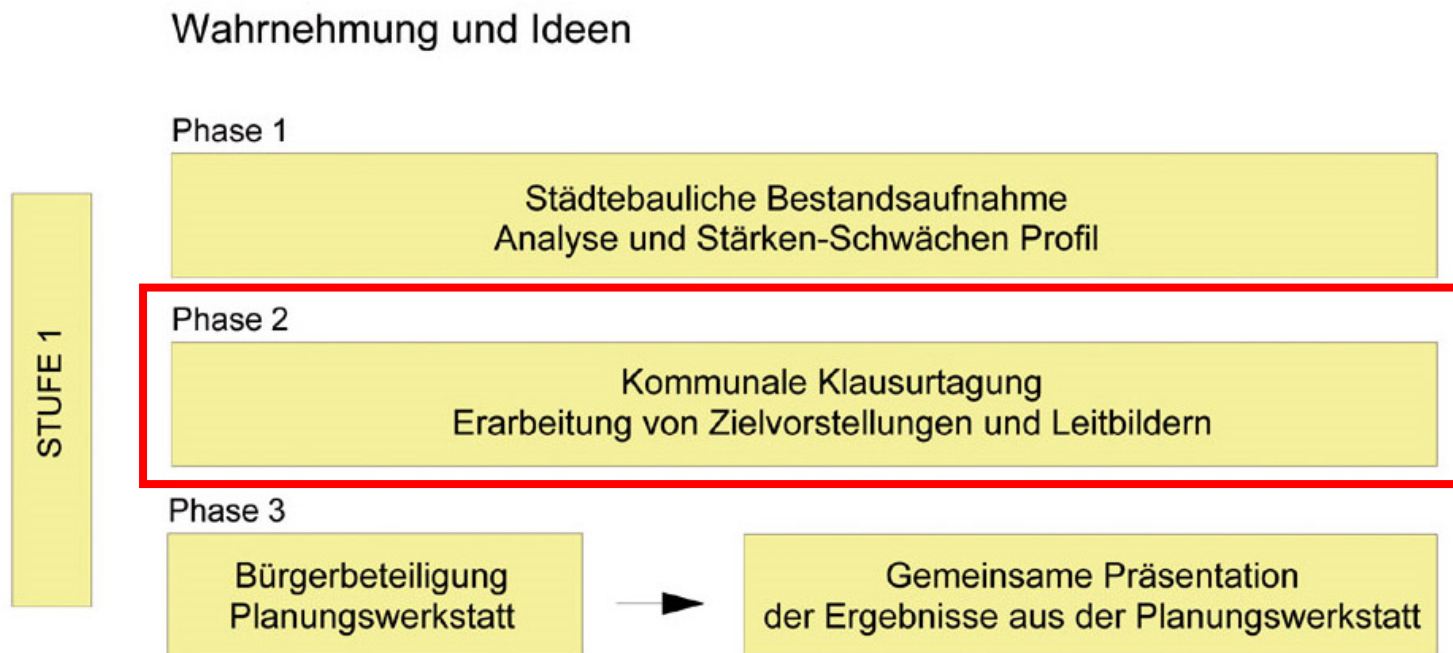 Wahrnehmung und Ideen
Phase 1
Städtebauliche Bestandsaufnahme
Analyse und Stärken-Schwächen Profil
STUFE 1
Phase 2
Kommunale Klausurtagung
Erarbeitung von Zielvorstellungen und Leitbildern
Phase 3
Bürgerbeteiligung
Planungswerkstatt
Gemeinsame Präsentation
der Ergebnisse aus der Planungswerkstatt